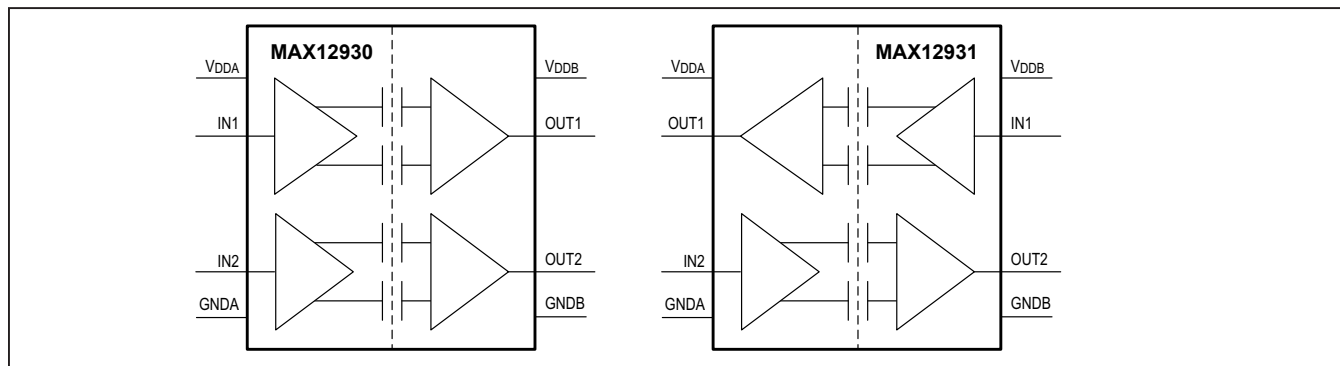 MAX12930
VDDA
VDDB
IN1
OUT1
IN2
OUT2
GNDA
GNDB
MAX12931
VDDA
VDDB
OUT1
IN1
IN2
OUT2
GNDA
GNDB